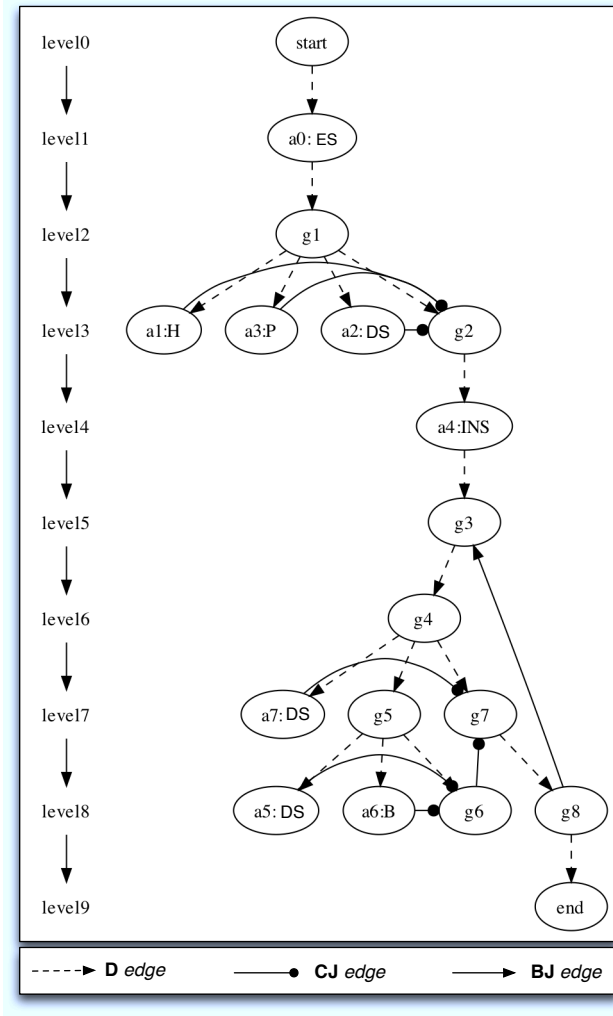 level0 start
level1 a0: ES
level2 g1
level3 a1:H a3:P a2: DS g2
level4 a4:INS
level5 g3
level6 g4
level7 a7: DS g5 g7
level8 a5: DS a6:B g6 g8
level9 end
D edge CJ edge BJ edge